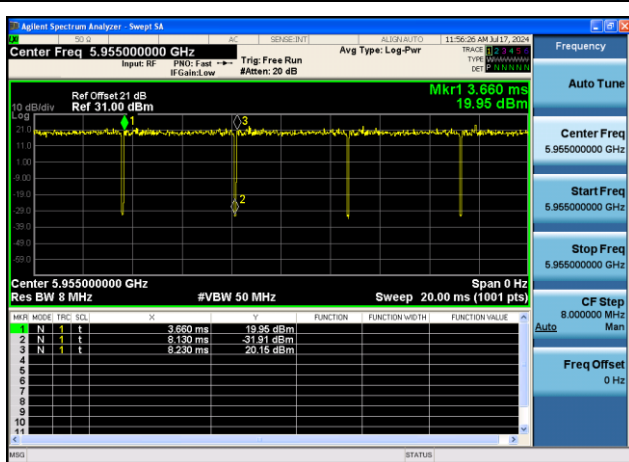 Agilent Spectrum Analyzer - Swept SA
50 Ω AC SENSE:INT ALIGN AUTO 11:56:26 AM Jul 17, 2024
Center Freq 5.955000000 GHz
Input: RF PNO: Fast Trig: Free Run
IFGain:Low #Atten: 20 dB
Avg Type: Log-Pwr
TRACE 1 2 3 4 5 6
TYPE
DET P N N N N N
Frequency
Mkr1 3.660 ms
19.95 dBm
Ref Offset 21 dB
10 dB/div Ref 31.00 dBm
Log
21.0
11.0
1.00
-9.00
-19.0
-29.0
-39.0
-49.0
-59.0
1
3
2
Center 5.955000000 GHz Span 0 Hz
Res BW 8 MHz #VBW 50 MHz Sweep 20.00 ms (1001 pts)
MKR MODE TRC SCL X Y FUNCTION FUNCTION WIDTH FUNCTION VALUE
1 N 1 t 3.660 ms 19.95 dBm
2 N 1 t 8.130 ms -31.91 dBm
3 N 1 t 8.230 ms 20.15 dBm
4
5
6
7
8
9
10
11
MSG STATUS
Auto Tune
Center Freq
5.955000000 GHz
Start Freq
5.955000000 GHz
Stop Freq
5.955000000 GHz
CF Step
8.000000 MHz
Auto Man
Freq Offset
0 Hz